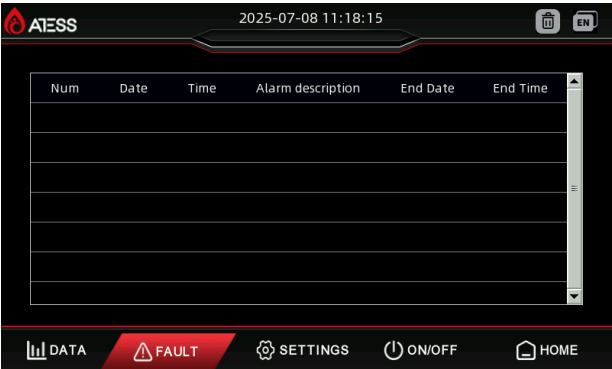 ATESS
2025-07-08 11:18:15
EN
Num Date Time Alarm description End Date End Time
DATA FAULT SETTINGS ON/OFF HOME